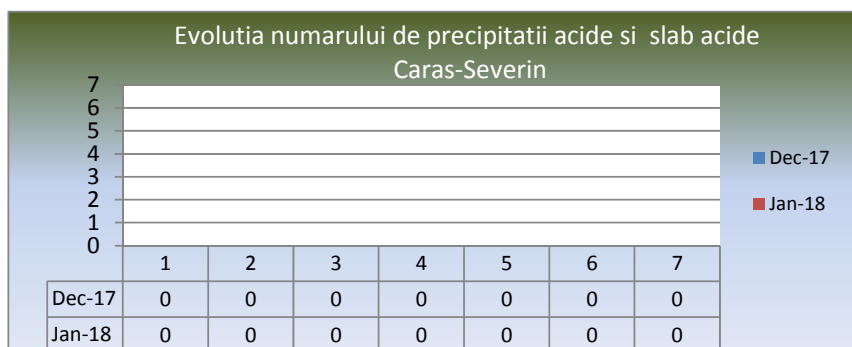 Evolutia numarului de precipitatii acide si  slab acide
Caras-Severin
7
6
5
4
3
2
1
0
Dec-17
Jan-18
1 2 3 4 5 6 7
Dec-17 0 0 0 0 0 0 0
Jan-18 0 0 0 0 0 0 0